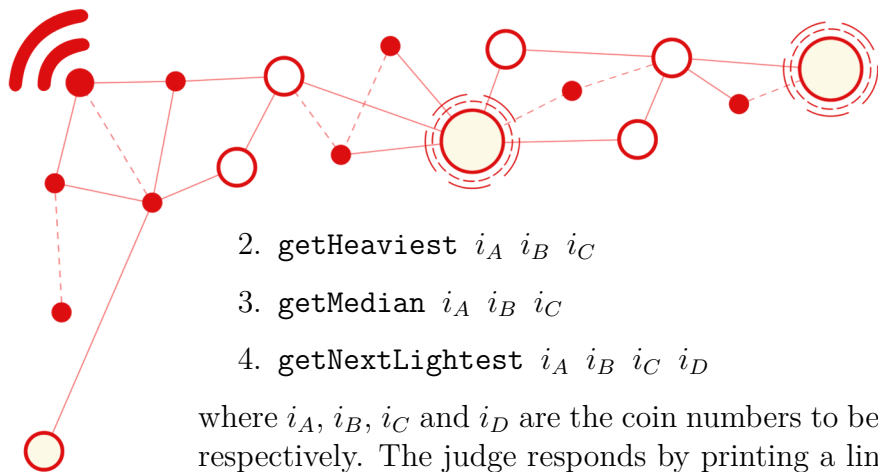 2. getHeaviest i_A i_B i_C
3. getMedian i_A i_B i_C
4. getNextLightest i_A i_B i_C i_D
where i_A, i_B, i_C and i_D are the coin numbers to be
respectively. The judge responds by printing a lin